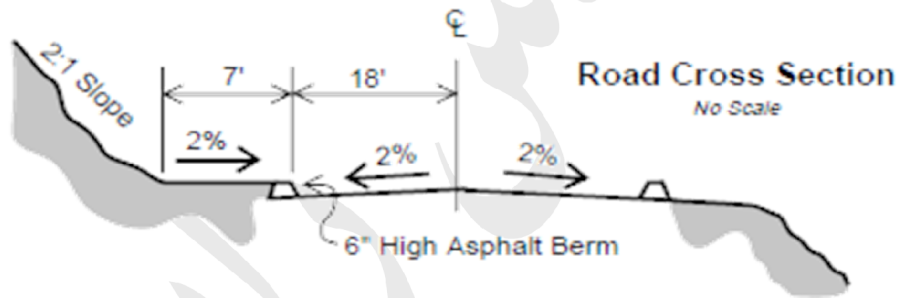 ℄
2:1 Slope
7'
18'
Road Cross Section
No Scale
2%
2%
2%
6" High Asphalt Berm